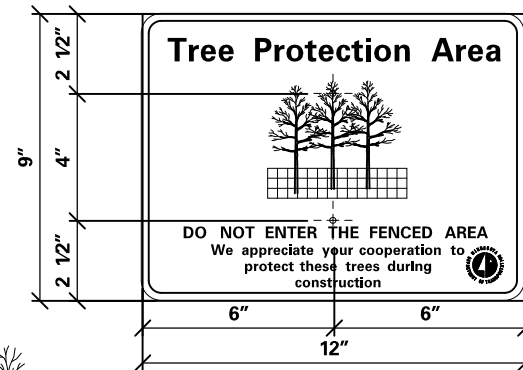 Tree Protection Area
2 1/2"
4"
9"
2 1/2"
DO NOT ENTER THE FENCED AREA
We appreciate your cooperation to
protect these trees during
construction
6"
6"
12"